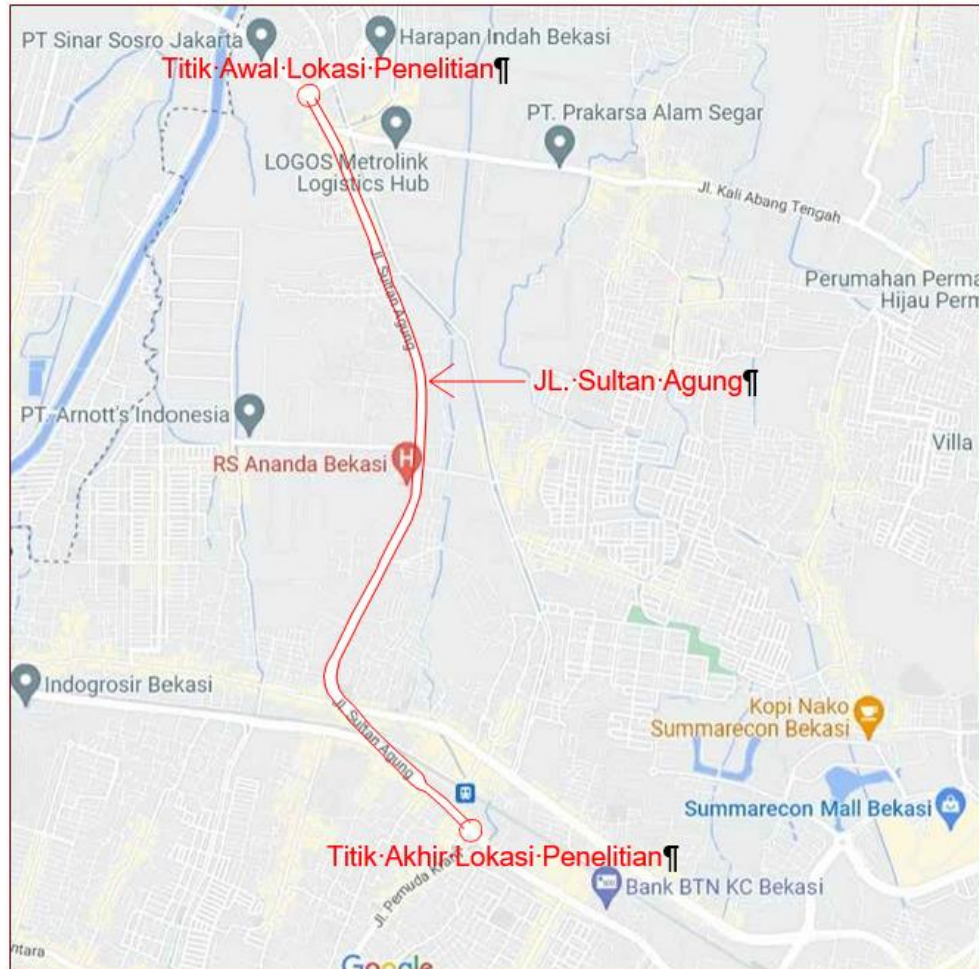 PT Sinar Sosro Jakarta
Harapan Indah Bekasi
Titik·Awal·Lokasi·Penelitian¶
PT. Prakarsa Alam Segar
LOGOS Metrolink
Logistics Hub
Jl. Kali Abang Tengah
Jl. Sultan Agung
Perumahan Perma
Hijau Perm
JL.·Sultan·Agung¶
PT. Arnott's Indonesia
Villa
RS Ananda Bekasi
H
Indogrosir Bekasi
Kopi Nako
Summarecon Bekasi
Jl. Sultan Agung
Summarecon Mall Bekasi
Titik·Akhir·Lokasi·Penelitian¶
Jl. Pemuda Kranji
Bank BTN KC Bekasi
ntara
Google